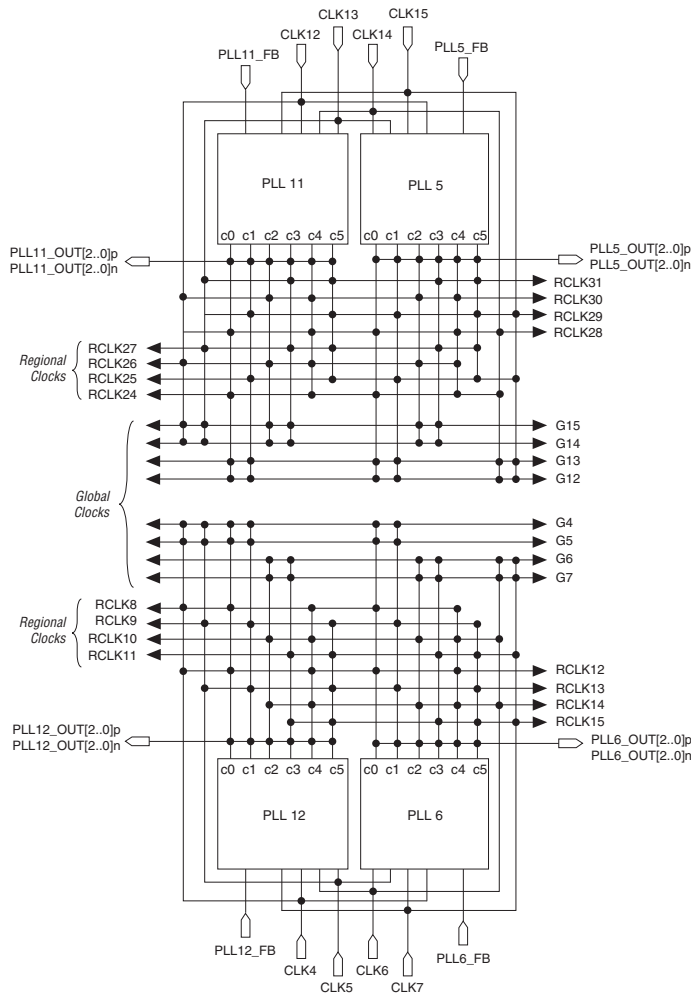 CLK13 CLK15
CLK12 CLK14
PLL11_FB PLL5_FB
PLL 11 PLL 5
c0 c1 c2 c3 c4 c5 c0 c1 c2 c3 c4 c5
PLL11_OUT[2..0]p PLL5_OUT[2..0]p
PLL11_OUT[2..0]n PLL5_OUT[2..0]n
RCLK31
RCLK30
RCLK29
RCLK28
Regional
Clocks
RCLK27
RCLK26
RCLK25
RCLK24
G15
G14
G13
G12
Global
Clocks
G4
G5
G6
G7
Regional
Clocks
RCLK8
RCLK9
RCLK10
RCLK11
RCLK12
RCLK13
RCLK14
RCLK15
PLL12_OUT[2..0]p PLL6_OUT[2..0]p
PLL12_OUT[2..0]n PLL6_OUT[2..0]n
c0 c1 c2 c3 c4 c5 c0 c1 c2 c3 c4 c5
PLL 12 PLL 6
PLL12_FB PLL6_FB
CLK4 CLK6
CLK5 CLK7